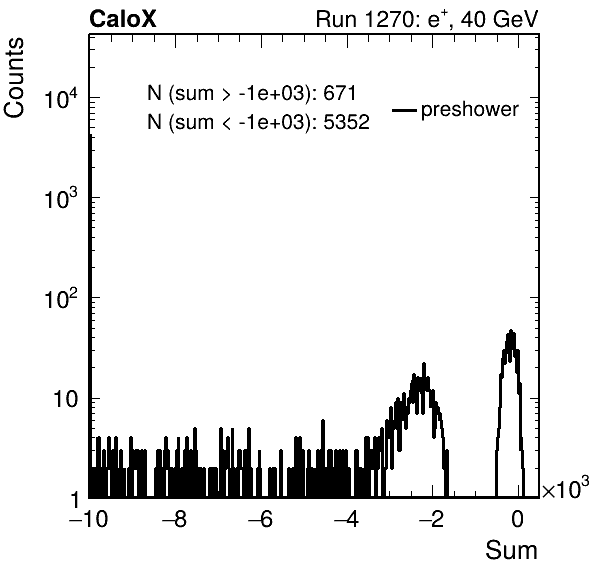 CaloX Run 1270: e⁺, 40 GeV
Counts
N (sum > -1e+03): 671
N (sum < -1e+03): 5352
preshower
10⁴
10³
10²
10
1
−10 −8 −6 −4 −2 0 ×10³
Sum